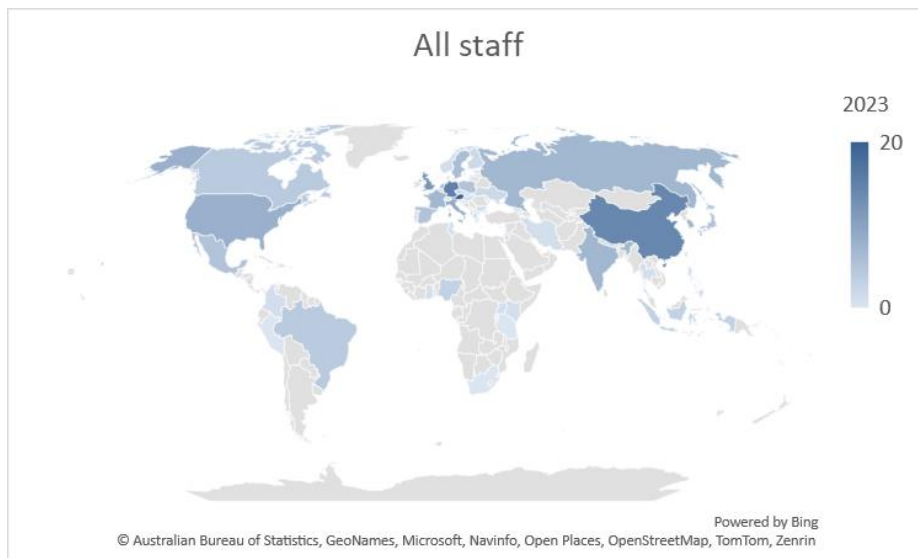 All staff
2023
20
0
Powered by Bing
© Australian Bureau of Statistics, GeoNames, Microsoft, Navinfo, Open Places, OpenStreetMap, TomTom, Zenrin